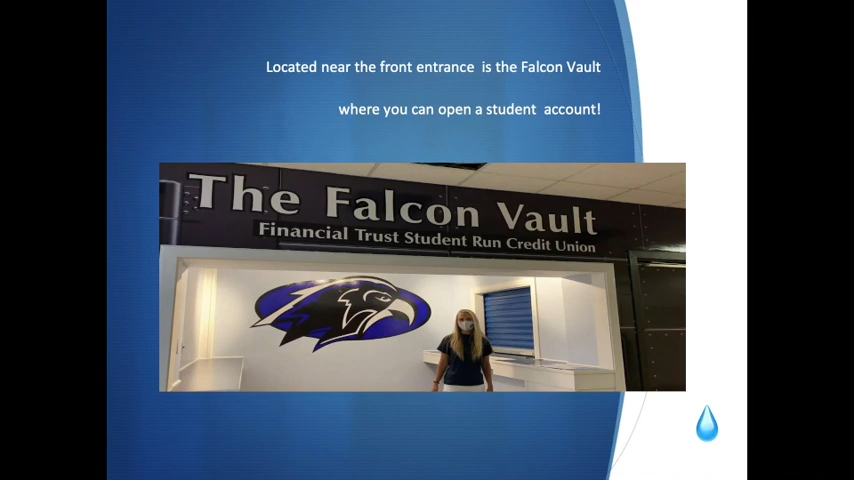 Located near the front entrance is the Falcon Vault
where you can open a student account!
The Falcon Vault
Financial Trust Student Run Credit Union